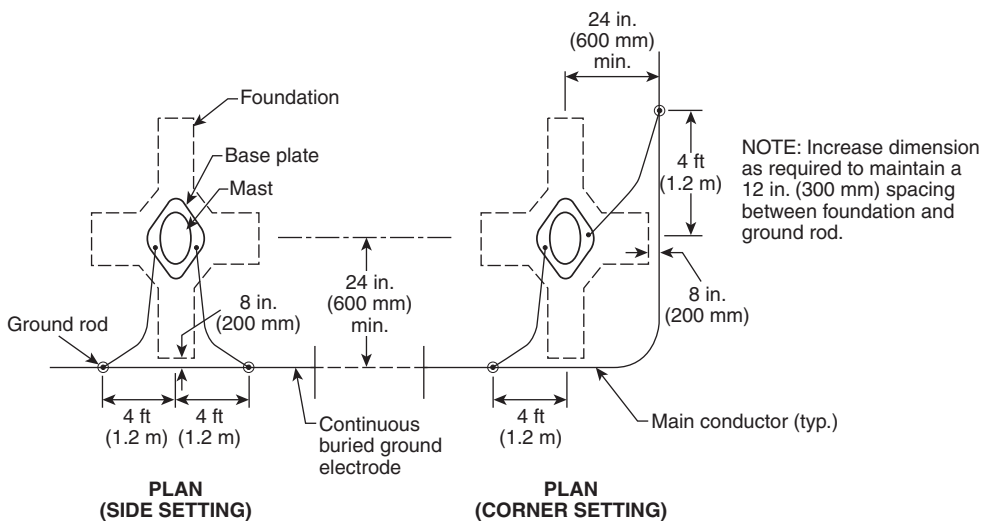 24 in.
(600 mm)
min.
Foundation
Base plate
Mast
4 ft
(1.2 m)
NOTE: Increase dimension
as required to maintain a
12 in. (300 mm) spacing
between foundation and
ground rod.
24 in.
(600 mm)
min.
8 in.
(200 mm)
8 in.
(200 mm)
Ground rod
4 ft
(1.2 m)
4 ft
(1.2 m)
Continuous
buried ground
electrode
4 ft
(1.2 m)
Main conductor (typ.)
PLAN
(SIDE SETTING)
PLAN
(CORNER SETTING)